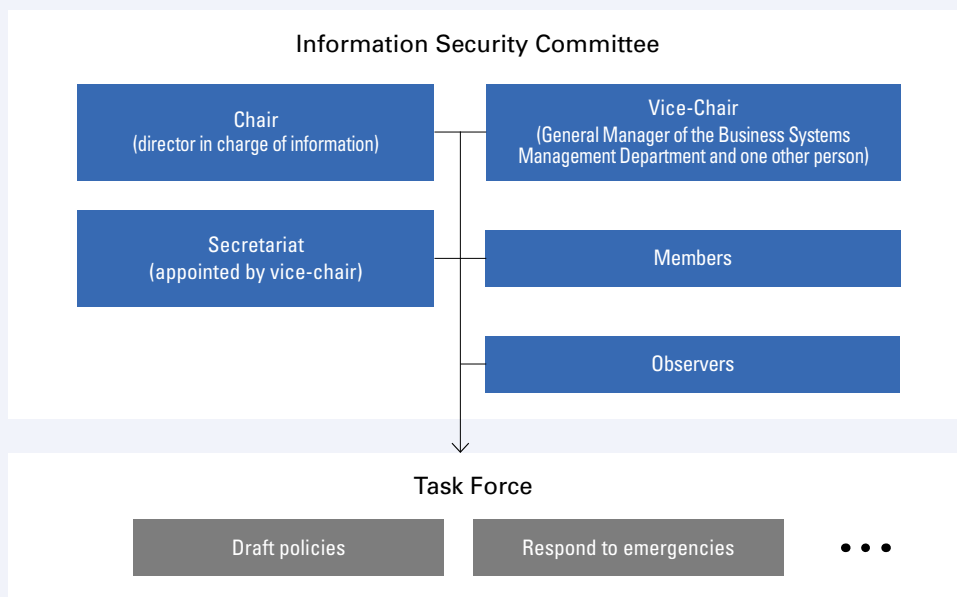 Information Security Committee
Chair
(director in charge of information)
Vice-Chair
(General Manager of the Business Systems
Management Department and one other person)
Secretariat
(appointed by vice-chair)
Members
Observers
Task Force
Draft policies
Respond to emergencies
•••